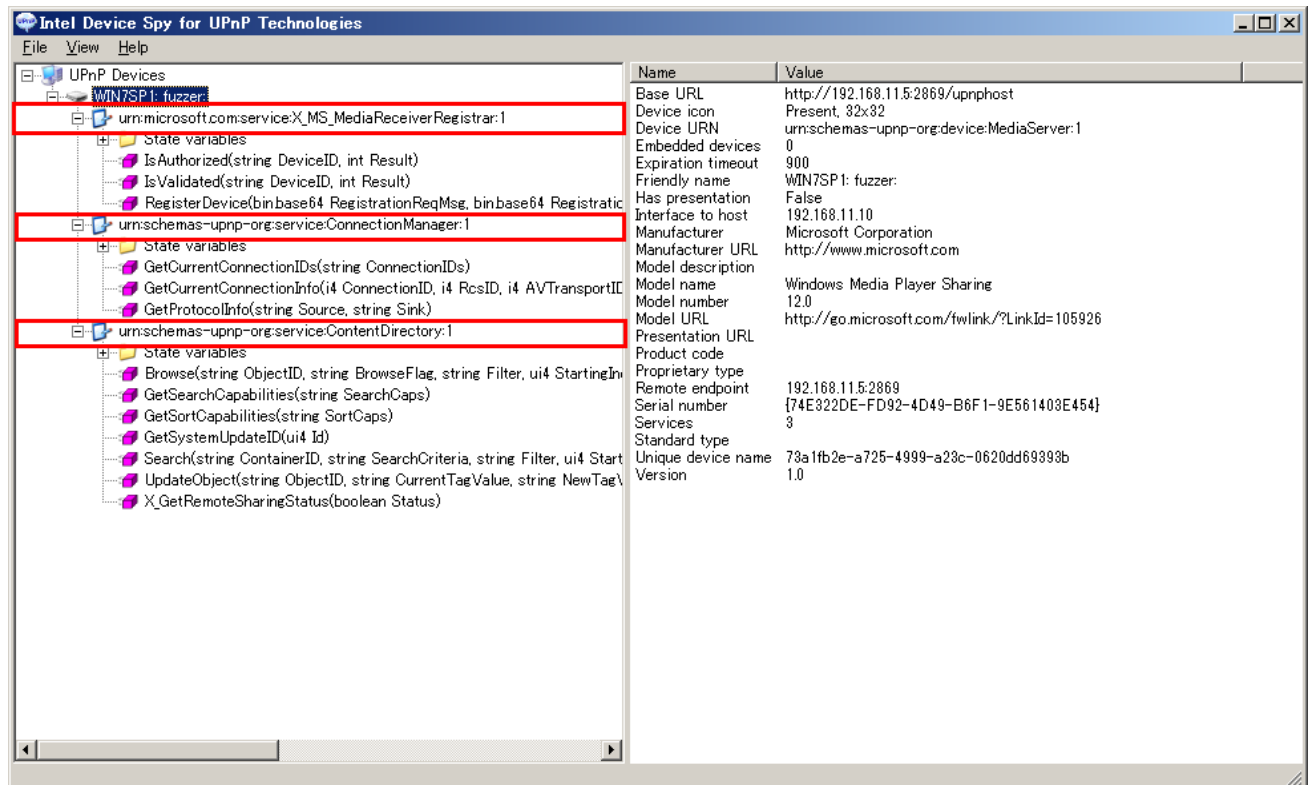 Intel Device Spy for UPnP Technologies
File View Help
UPnP Devices
WIN7SP1: fuzzer:
urn:microsoft.com:service:X_MS_MediaReceiverRegistrar:1
State variables
IsAuthorized(string DeviceID, int Result)
IsValidated(string DeviceID, int Result)
RegisterDevice(bin.base64 RegistrationReqMsg, bin.base64 Registratic
urn:schemas-upnp-org:service:ConnectionManager:1
State variables
GetCurrentConnectionIDs(string ConnectionIDs)
GetCurrentConnectionInfo(i4 ConnectionID, i4 RcsID, i4 AVTransportID
GetProtocolInfo(string Source, string Sink)
urn:schemas-upnp-org:service:ContentDirectory:1
State variables
Browse(string ObjectID, string BrowseFlag, string Filter, ui4 StartingIn
GetSearchCapabilities(string SearchCaps)
GetSortCapabilities(string SortCaps)
GetSystemUpdateID(ui4 Id)
Search(string ContainerID, string SearchCriteria, string Filter, ui4 Start
UpdateObject(string ObjectID, string CurrentTagValue, string NewTagV
X_GetRemoteSharingStatus(boolean Status)
Name Value
Base URL http://192.168.11.5:2869/upnphost
Device icon Present, 32x32
Device URN urn:schemas-upnp-org:device:MediaServer:1
Embedded devices 0
Expiration timeout 900
Friendly name WIN7SP1: fuzzer:
Has presentation False
Interface to host 192.168.11.10
Manufacturer Microsoft Corporation
Manufacturer URL http://www.microsoft.com
Model description
Model name Windows Media Player Sharing
Model number 12.0
Model URL http://go.microsoft.com/fwlink/?LinkId=105926
Presentation URL
Product code
Proprietary type
Remote endpoint 192.168.11.5:2869
Serial number {74E322DE-FD92-4D49-B6F1-9E561403E454}
Services 3
Standard type
Unique device name 73a1fb2e-a725-4999-a23c-0620dd69393b
Version 1.0